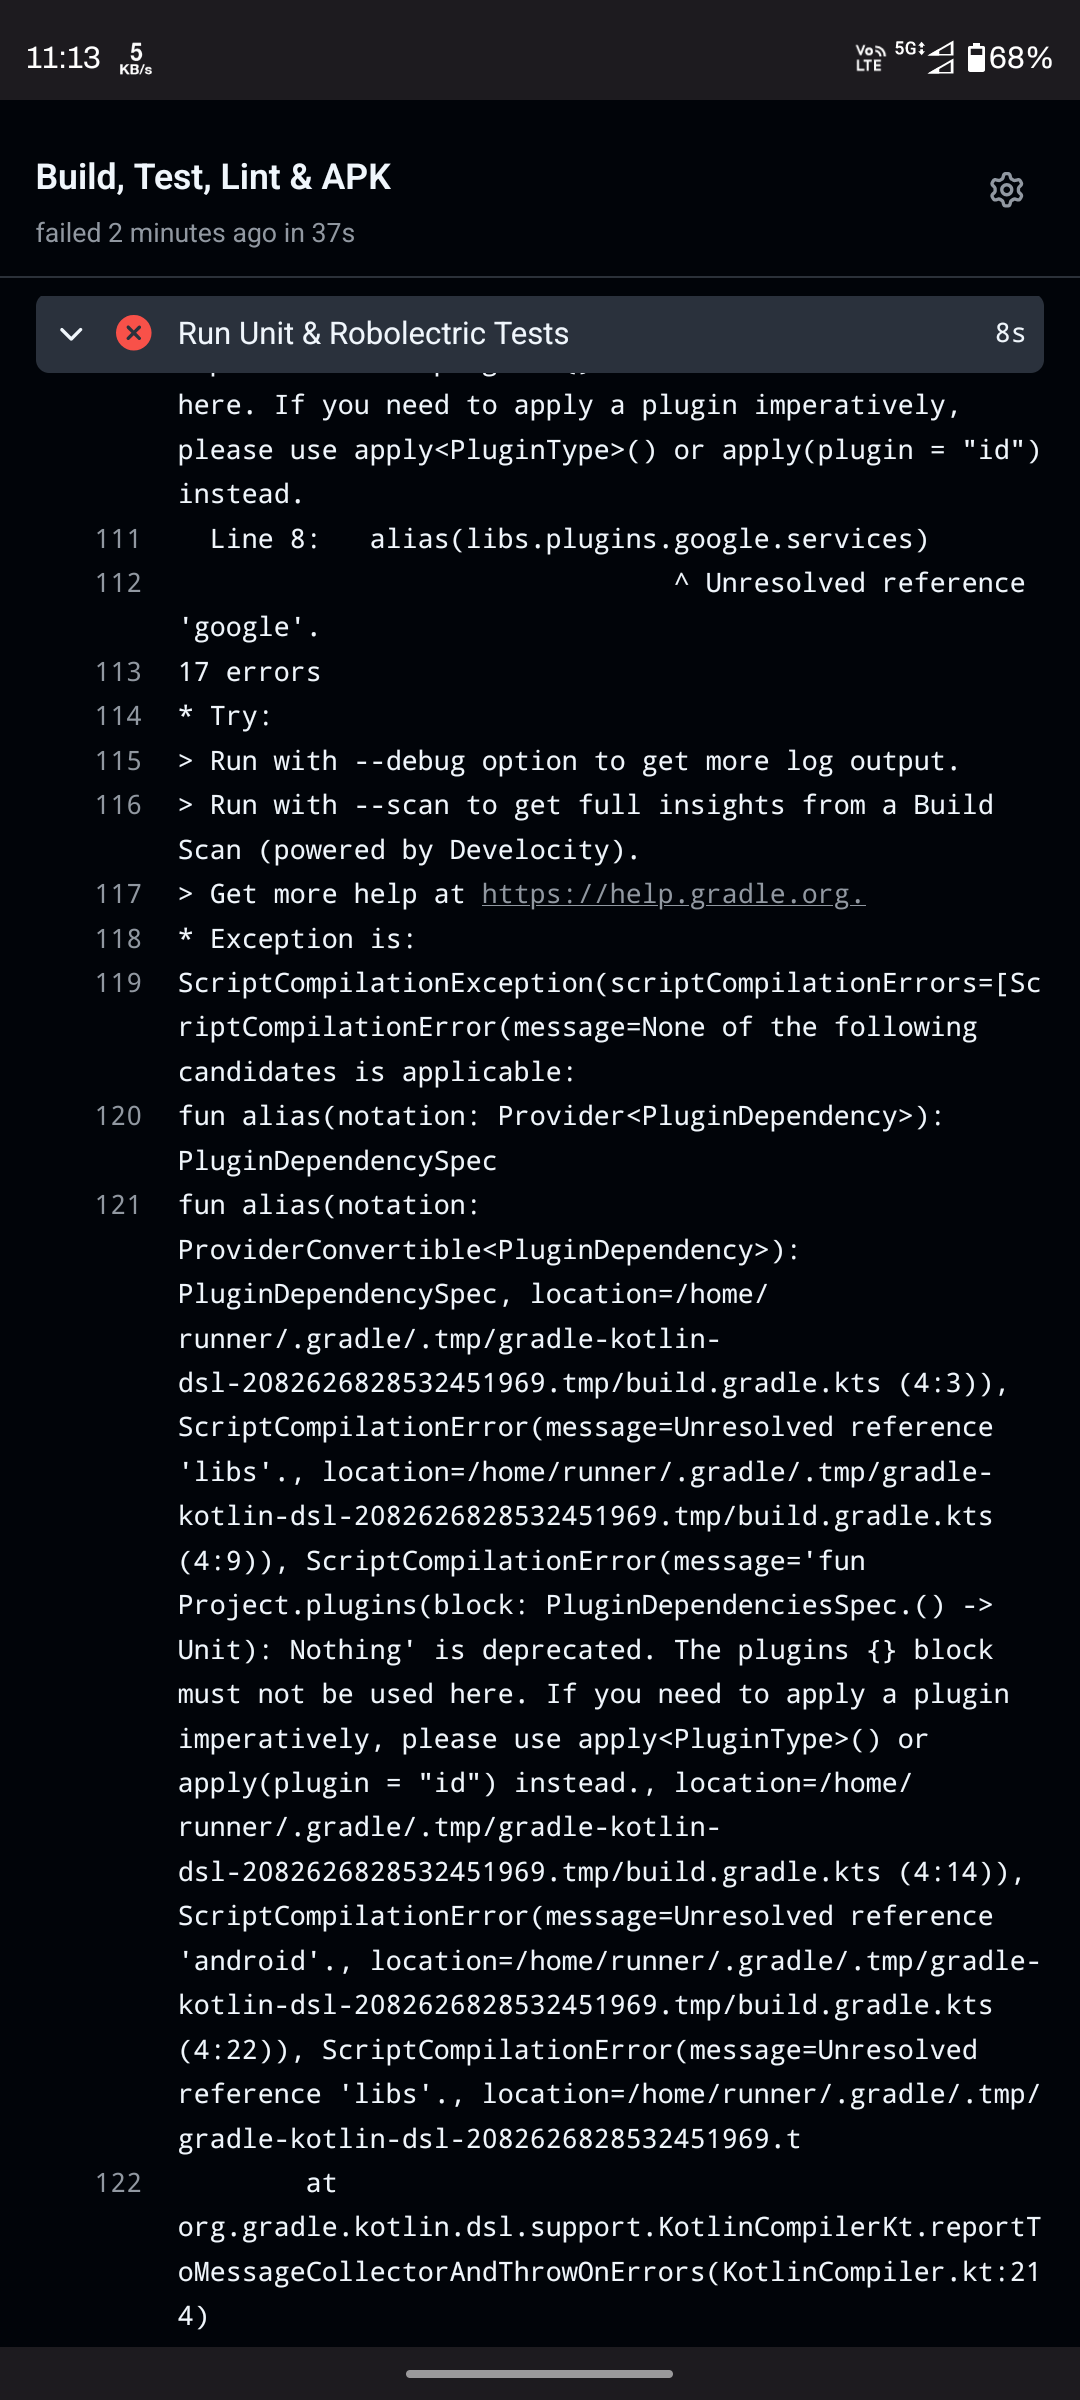 11:13 5 KB/s Vo)) LTE 5G 68%
Build, Test, Lint & APK
failed 2 minutes ago in 37s
Run Unit & Robolectric Tests 8s
here. If you need to apply a plugin imperatively,
please use apply<PluginType>() or apply(plugin = "id")
instead.
111 Line 8: alias(libs.plugins.google.services)
112 ^ Unresolved reference
'google'.
113 17 errors
114 * Try:
115 > Run with --debug option to get more log output.
116 > Run with --scan to get full insights from a Build
Scan (powered by Develocity).
117 > Get more help at https://help.gradle.org.
118 * Exception is:
119 ScriptCompilationException(scriptCompilationErrors=[Sc
riptCompilationError(message=None of the following
candidates is applicable:
120 fun alias(notation: Provider<PluginDependency>):
PluginDependencySpec
121 fun alias(notation:
ProviderConvertible<PluginDependency>):
PluginDependencySpec, location=/home/
runner/.gradle/.tmp/gradle-kotlin-
dsl-2082626828532451969.tmp/build.gradle.kts (4:3)),
ScriptCompilationError(message=Unresolved reference
'libs'., location=/home/runner/.gradle/.tmp/gradle-
kotlin-dsl-2082626828532451969.tmp/build.gradle.kts
(4:9)), ScriptCompilationError(message='fun
Project.plugins(block: PluginDependenciesSpec.() ->
Unit): Nothing' is deprecated. The plugins {} block
must not be used here. If you need to apply a plugin
imperatively, please use apply<PluginType>() or
apply(plugin = "id") instead., location=/home/
runner/.gradle/.tmp/gradle-kotlin-
dsl-2082626828532451969.tmp/build.gradle.kts (4:14)),
ScriptCompilationError(message=Unresolved reference
'android'., location=/home/runner/.gradle/.tmp/gradle-
kotlin-dsl-2082626828532451969.tmp/build.gradle.kts
(4:22)), ScriptCompilationError(message=Unresolved
reference 'libs'., location=/home/runner/.gradle/.tmp/
gradle-kotlin-dsl-2082626828532451969.t
122 at
org.gradle.kotlin.dsl.support.KotlinCompilerKt.reportT
oMessageCollectorAndThrowOnErrors(KotlinCompiler.kt:21
4)